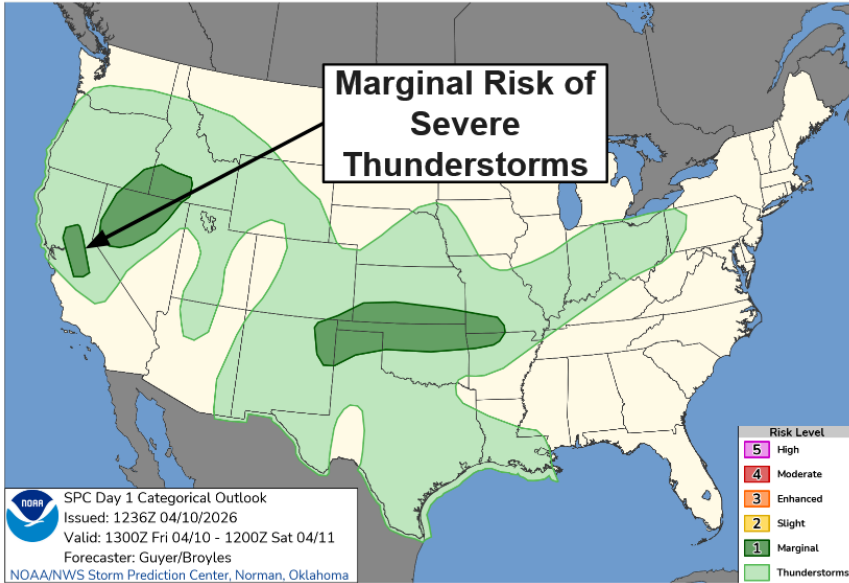 Marginal Risk of
Severe
Thunderstorms
Risk Level
5 High
4 Moderate
3 Enhanced
2 Slight
1 Marginal
Thunderstorms
NOAA
SPC Day 1 Categorical Outlook
Issued: 1236Z 04/10/2026
Valid: 1300Z Fri 04/10 - 1200Z Sat 04/11
Forecaster: Guyer/Broyles
NOAA/NWS Storm Prediction Center, Norman, Oklahoma